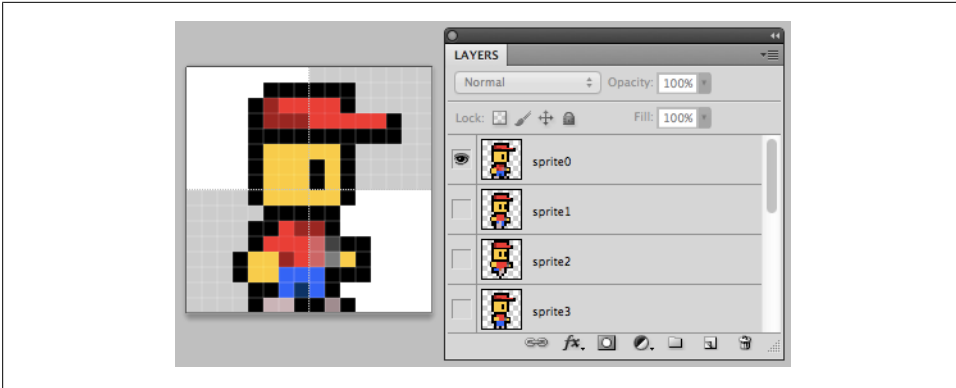 LAYERS
Normal
Opacity: 100%
Lock:
Fill: 100%
sprite0
sprite1
sprite2
sprite3
fx.